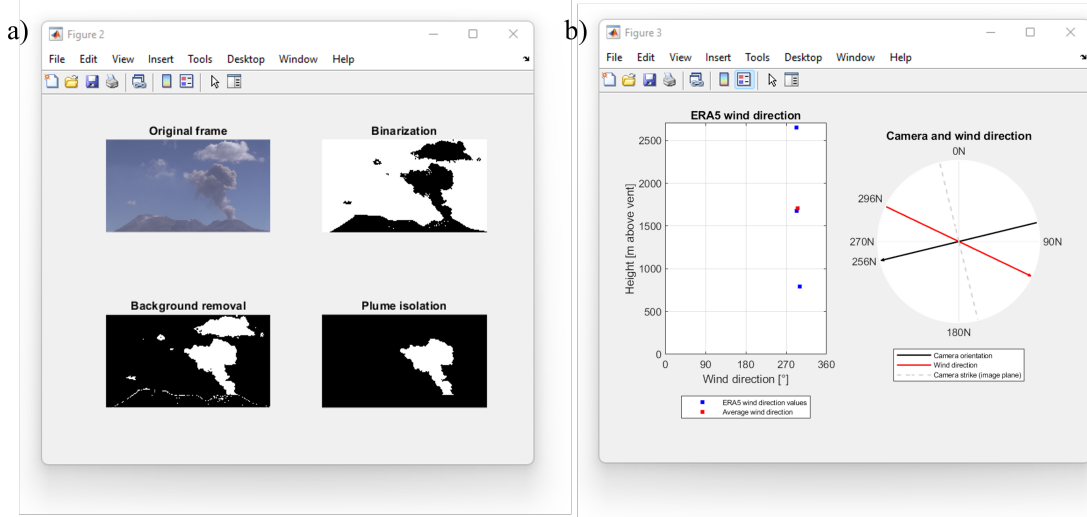 a)
Figure 2
File Edit View Insert Tools Desktop Window Help
Original frame
Binarization
Background removal
Plume isolation
b)
Figure 3
File Edit View Insert Tools Desktop Window Help
ERA5 wind direction
2500
2000
1500
1000
500
0
Height [m above vent]
0 90 180 270 360
Wind direction [°]
ERA5 wind direction values
Average wind direction
Camera and wind direction
0N
296N
270N
90N
256N
180N
Camera orientation
Wind direction
Camera strike (image plane)